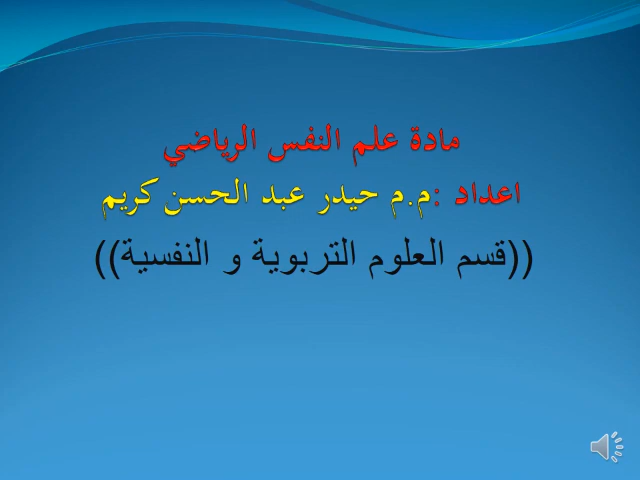 مادة علم النفس الرياضي
اعداد :م.م حيدر عبد الحسن كريم
((قسم العلوم التربوية و النفسية))